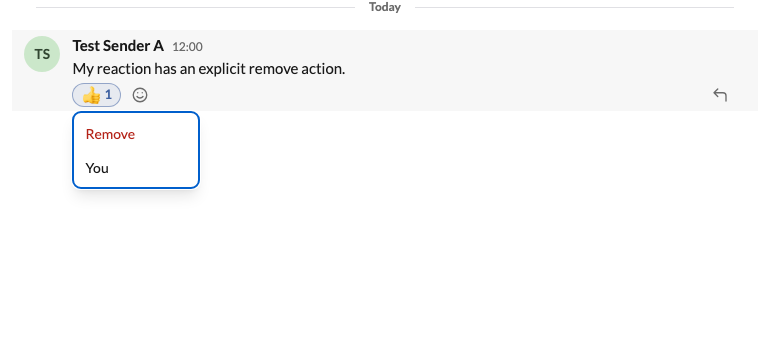 Today
TS
Test Sender A 12:00
My reaction has an explicit remove action.
👍 1
Remove
You